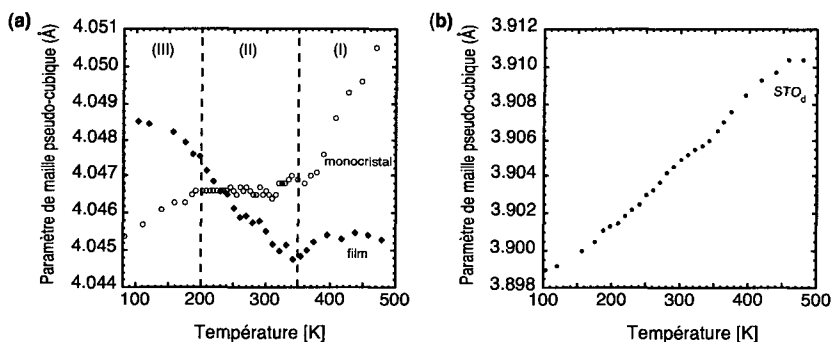 (a)
Paramètre de maille pseudo-cubique (Å)
4.051
4.050
4.049
4.048
4.047
4.046
4.045
4.044
(III)
(II)
(I)
monocristal
film
100
200
300
400
500
Température [K]
(b)
Paramètre de maille pseudo-cubique (Å)
3.912
3.910
3.908
3.906
3.904
3.902
3.900
3.898
STOd
100
200
300
400
500
Température [K]